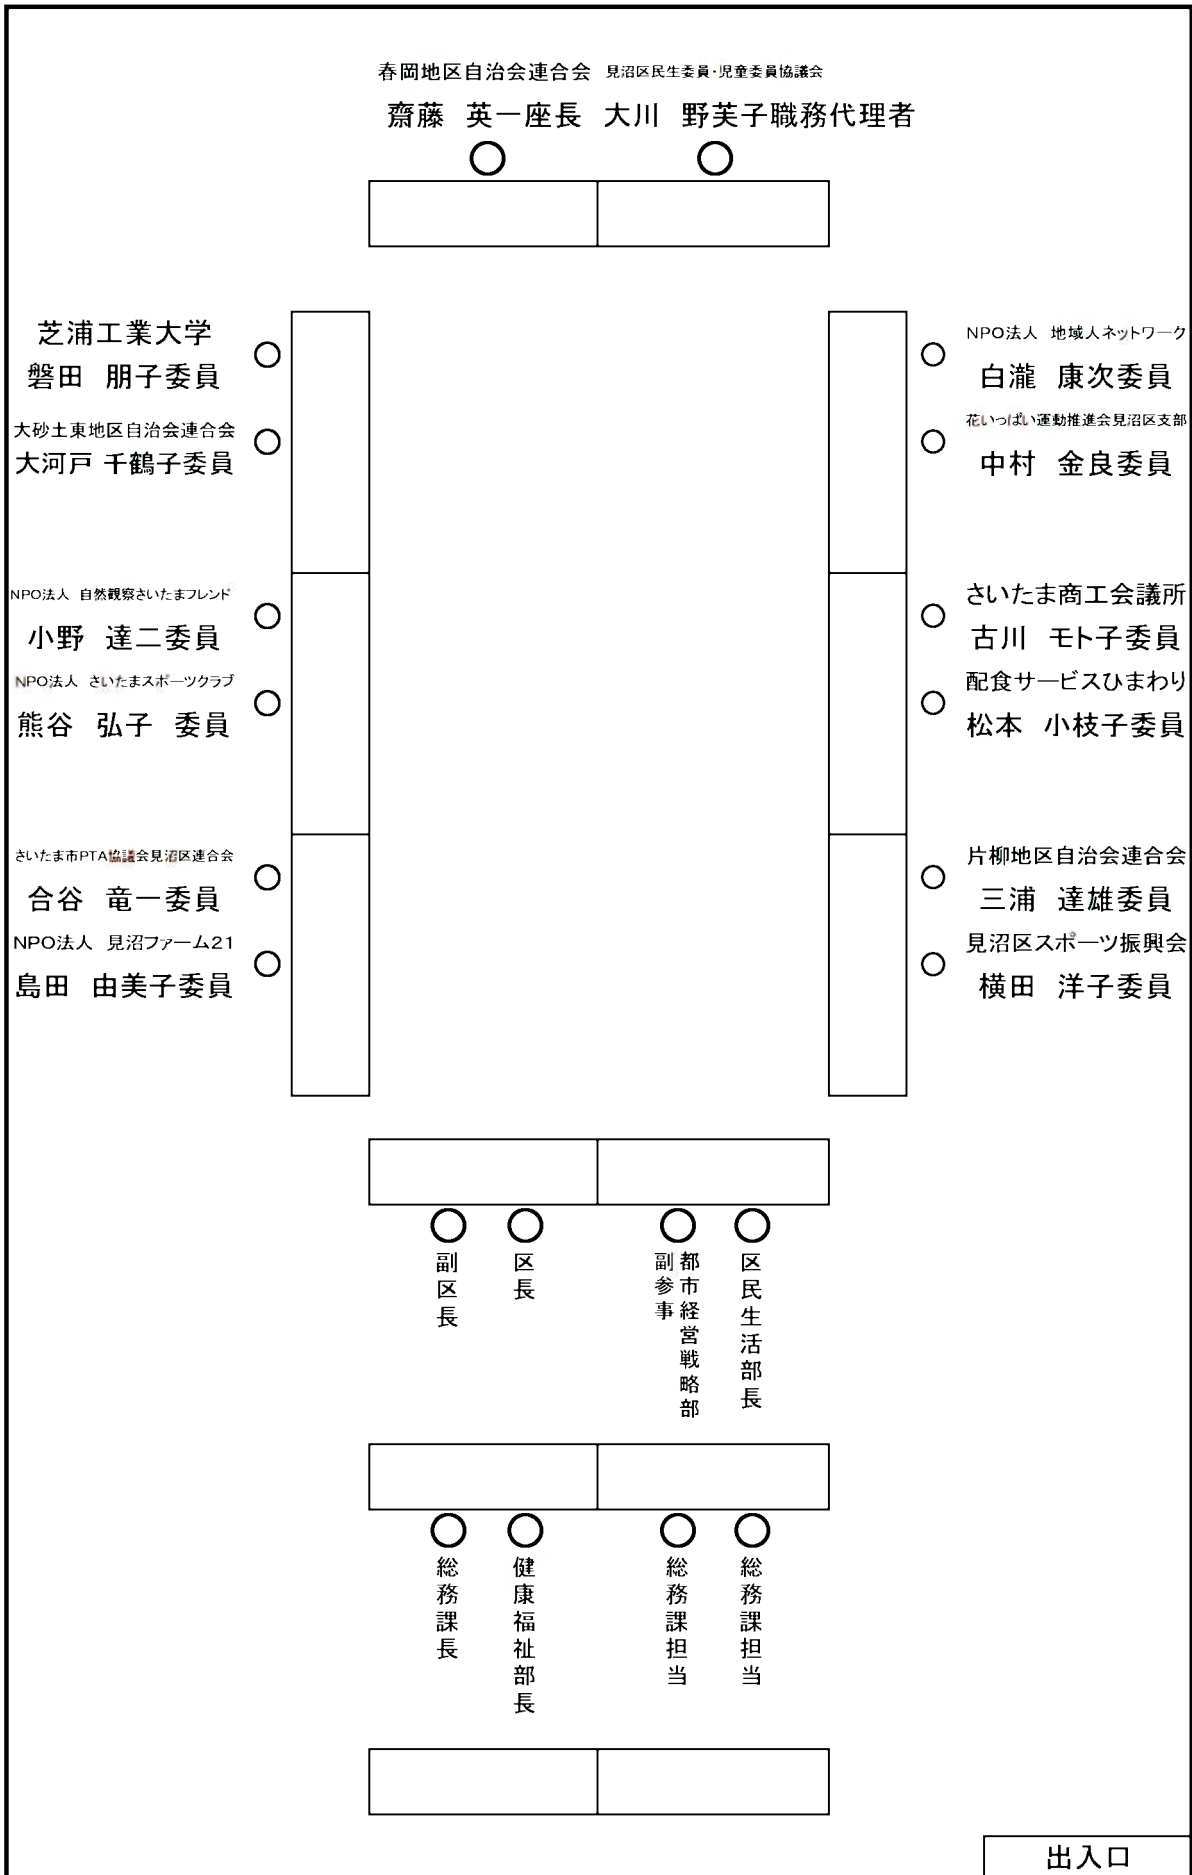 春岡地区自治会連合会 見沼区民生委員・児童委員協議会
齋藤 英一座長 大川 野芙子職務代理者
芝浦工業大学
磐田 朋子委員
大砂土東地区自治会連合会
大河戸 千鶴子委員
NPO法人 自然観察さいたまフレンド
小野 達二委員
NPO法人 さいたまスポーツクラブ
熊谷 弘子 委員
さいたま市PTA協議会見沼区連合会
合谷 竜一委員
NPO法人 見沼ファーム21
島田 由美子委員
NPO法人 地域人ネットワーク
白瀧 康次委員
花いっぱい運動推進会見沼区支部
中村 金良委員
さいたま商工会議所
古川 モト子委員
配食サービスひまわり
松本 小枝子委員
片柳地区自治会連合会
三浦 達雄委員
見沼区スポーツ振興会
横田 洋子委員
副区長
区長
都市経営戦略部
副参事
区民生活部長
総務課長
健康福祉部長
総務課担当
総務課担当
出入口